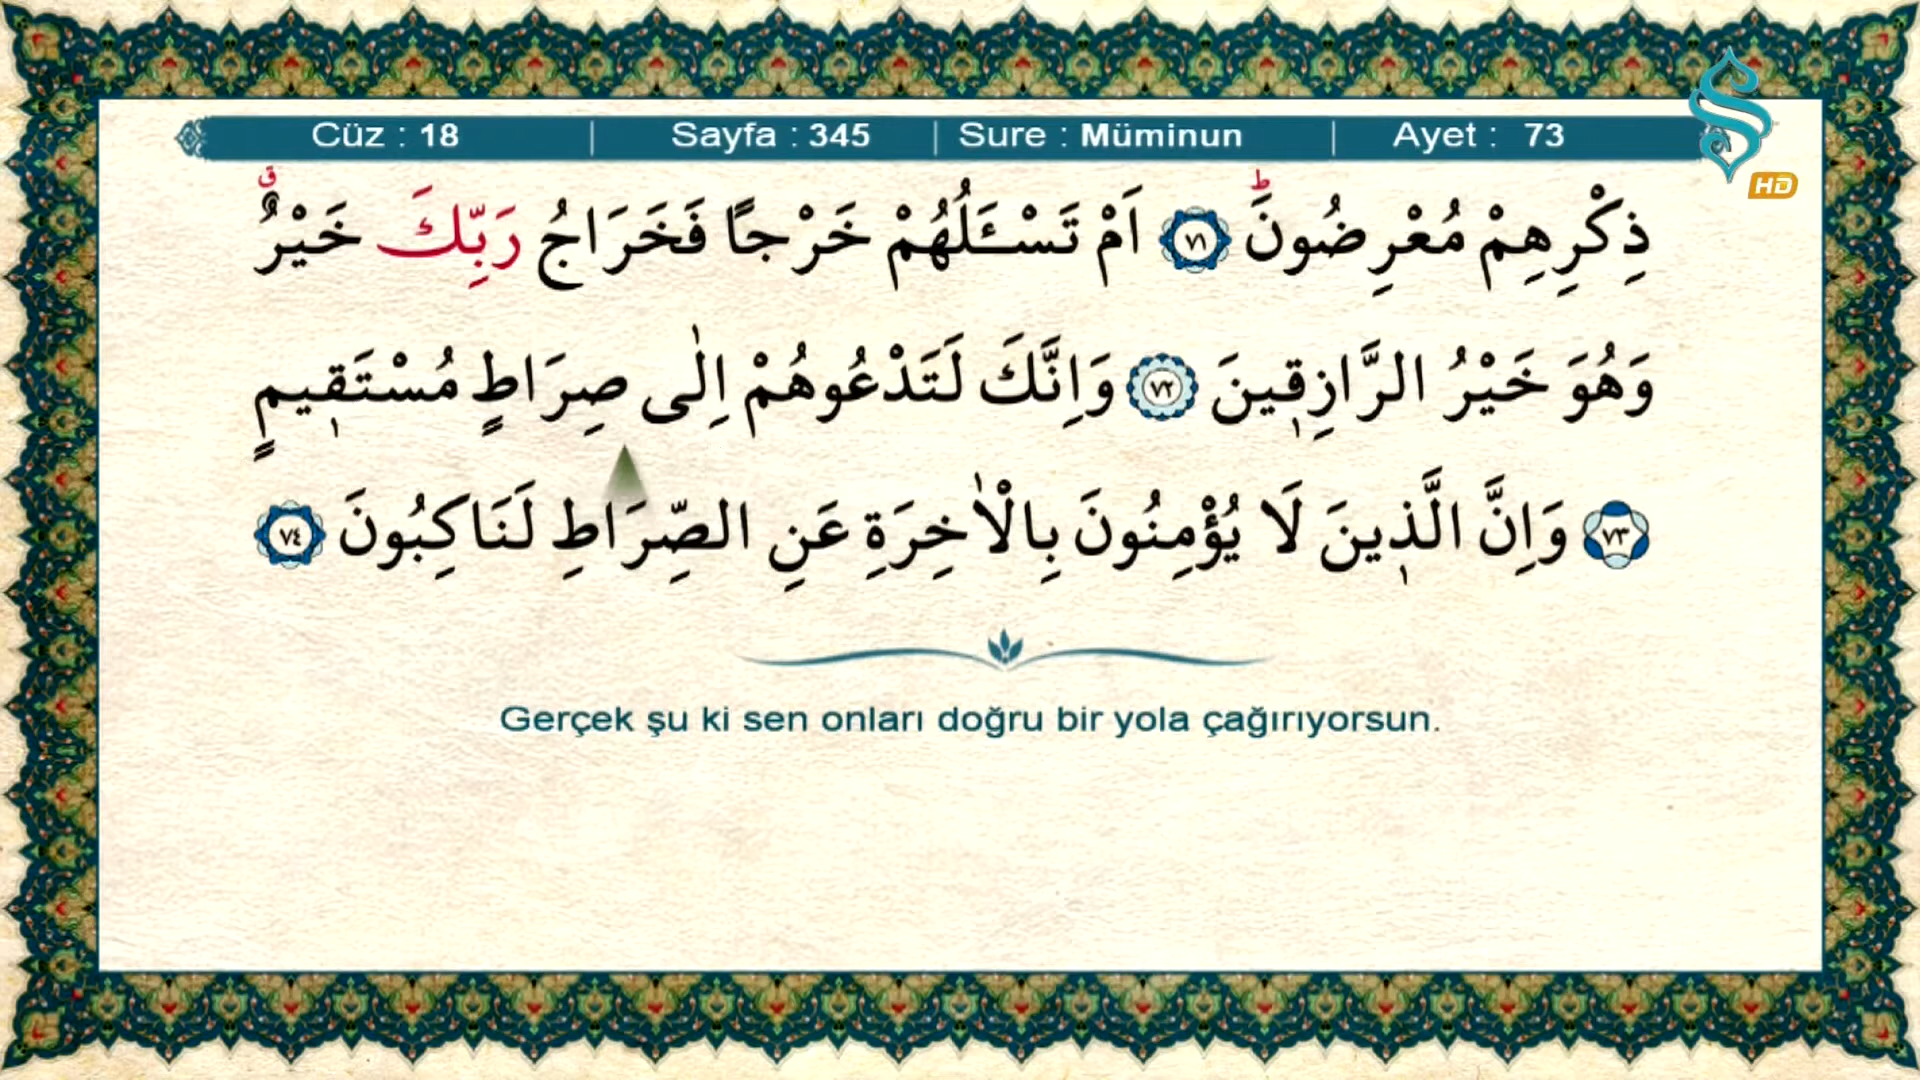 Cüz : 18 | Sayfa : 345 | Sure : Müminun | Ayet : 73
HD
ذِكْرِهِمْ مُعْرِضُونَۜ ﴿٧١﴾ اَمْ تَسْـَٔلُهُمْ خَرْجًا فَخَرَاجُ رَبِّكَ خَيْرٌۗ
وَهُوَ خَيْرُ الرَّازِقٖينَ ﴿٧٢﴾ وَاِنَّكَ لَتَدْعُوهُمْ اِلٰى صِرَاطٍ مُسْتَقٖيمٍ
﴿٧٣﴾ وَاِنَّ الَّذٖينَ لَا يُؤْمِنُونَ بِالْاٰخِرَةِ عَنِ الصِّرَاطِ لَنَاكِبُونَ ﴿٧٤﴾
Gerçek şu ki sen onları doğru bir yola çağırıyorsun.